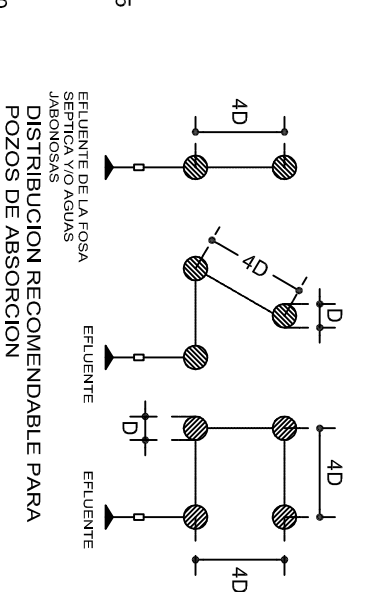 D
4D
4D
4D
4D
D
EFLUENTE DE LA FOSA
SEPTICA Y/O AGUAS
JABONOSAS
EFLUENTE
EFLUENTE
DISTRIBUCION RECOMENDABLE PARA
POZOS DE ABSORCION